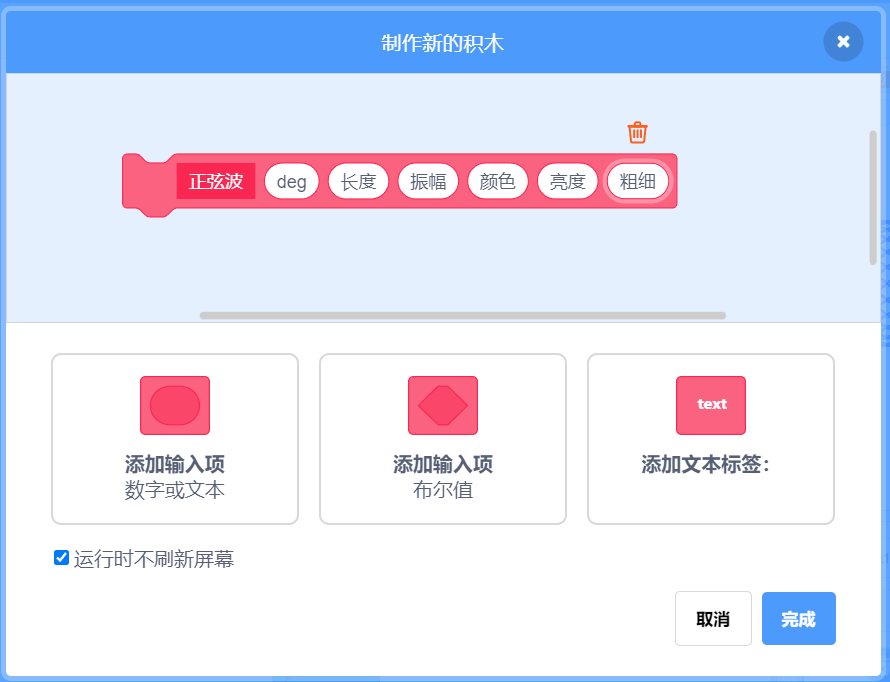 制作新的积木
正弦波 deg 长度 振幅 颜色 亮度 粗细
text
添加输入项
数字或文本
添加输入项
布尔值
添加文本标签：
运行时不刷新屏幕
取消
完成